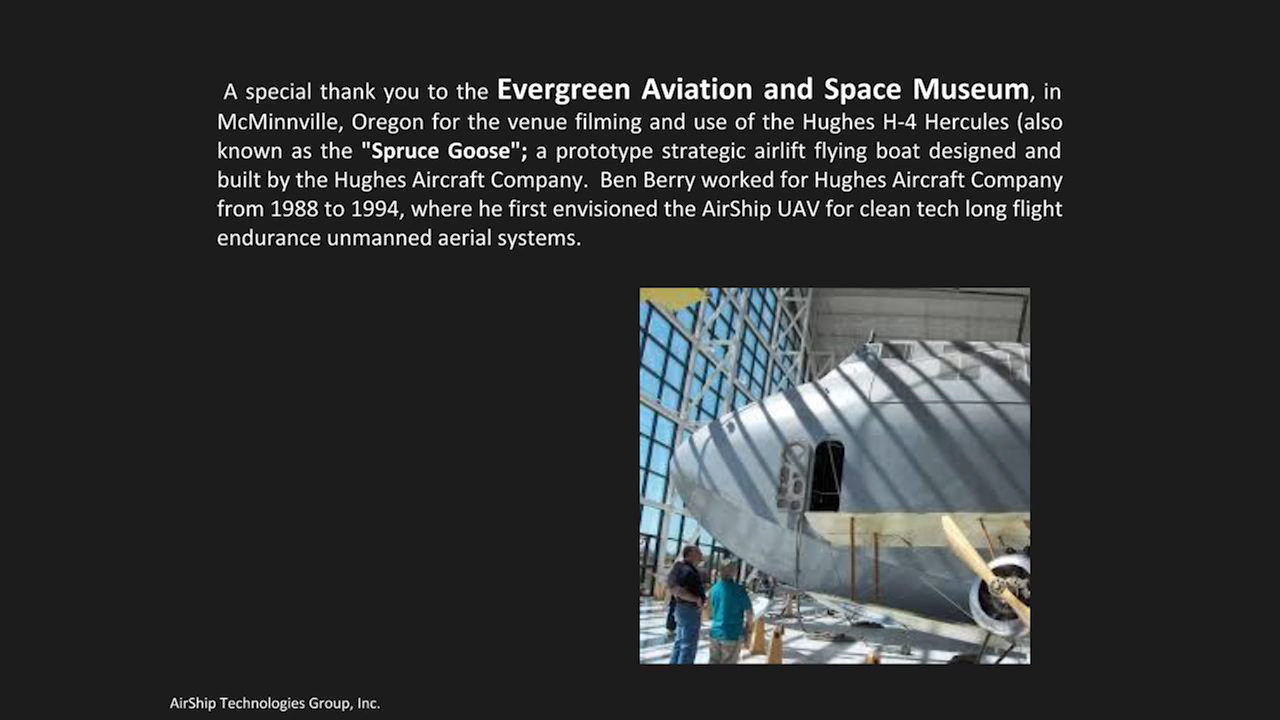 A special thank you to the Evergreen Aviation and Space Museum, in
McMinnville, Oregon for the venue filming and use of the Hughes H-4 Hercules (also
known as the "Spruce Goose"; a prototype strategic airlift flying boat designed and
built by the Hughes Aircraft Company. Ben Berry worked for Hughes Aircraft Company
from 1988 to 1994, where he first envisioned the AirShip UAV for clean tech long flight
endurance unmanned aerial systems.
AirShip Technologies Group, Inc.